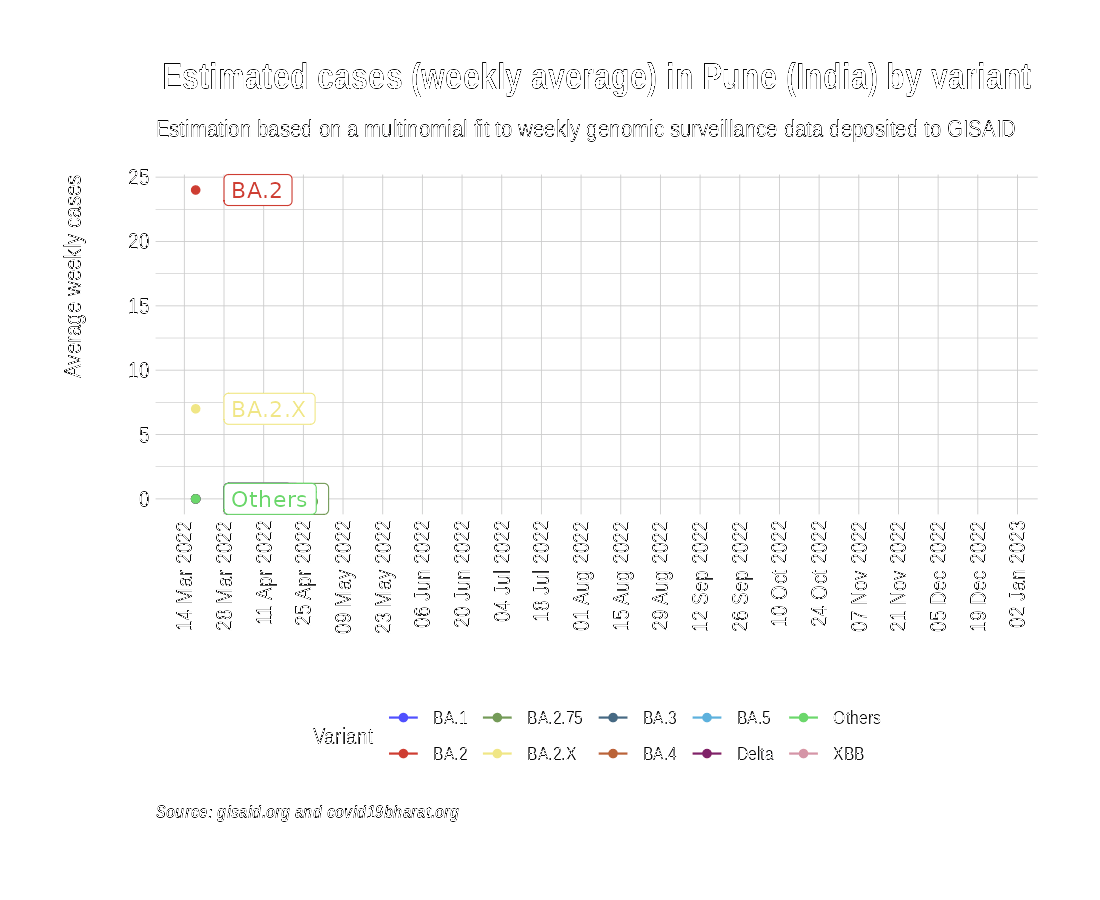 Estimated cases (weekly average) in Pune (India) by variant
Estimation based on a multinomial fit to weekly genomic surveillance data deposited to GISAID
Average weekly cases
25
20
15
10
5
0
BA.2
BA.2.X
Others
14 Mar 2022
28 Mar 2022
11 Apr 2022
25 Apr 2022
09 May 2022
23 May 2022
06 Jun 2022
20 Jun 2022
04 Jul 2022
18 Jul 2022
01 Aug 2022
15 Aug 2022
29 Aug 2022
12 Sep 2022
26 Sep 2022
10 Oct 2022
24 Oct 2022
07 Nov 2022
21 Nov 2022
05 Dec 2022
19 Dec 2022
02 Jan 2023
Variant
BA.1 BA.2.75 BA.3 BA.5 Others
BA.2 BA.2.X BA.4 Delta XBB
Source: gisaid.org and covid19bharat.org